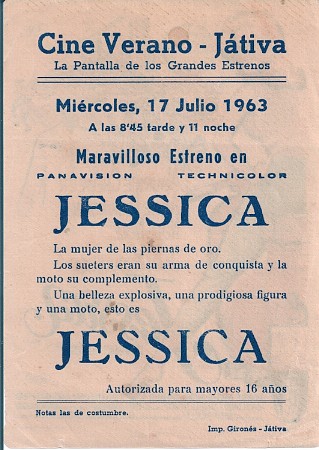 Cine Verano - Játiva
La Pantalla de los Grandes Estrenos
Miércoles, 17 Julio 1963
A las 8'45 tarde y 11 noche
Maravilloso Estreno en
PANAVISION TECHNICOLOR
JESSICA
La mujer de las piernas de oro.
Los sueters eran su arma de conquista y la
moto su complemento.
Una belleza explosiva, una prodigiosa figura
y una moto, esto es
JESSICA
Autorizada para mayores 16 años
Notas las de costumbre.
Imp. Gironés - Játiva